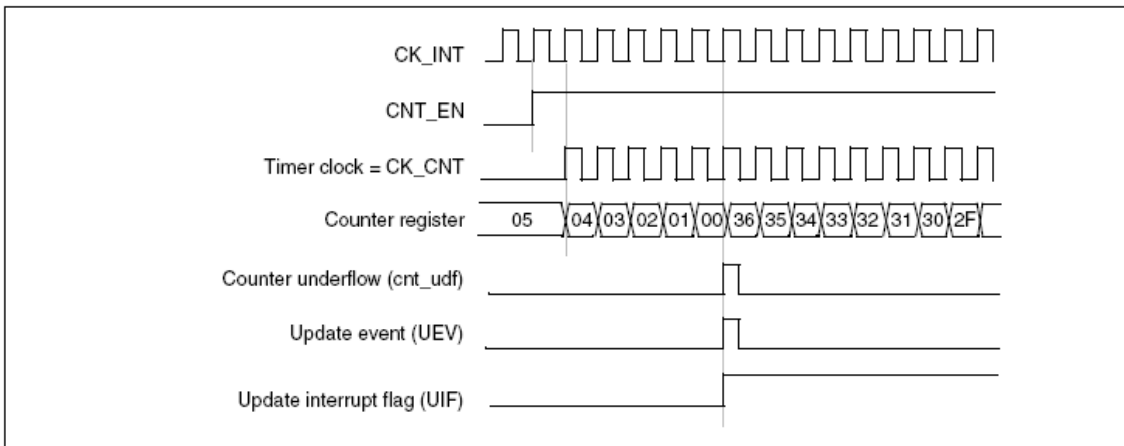 CK_INT
CNT_EN
Timer clock = CK_CNT
Counter register 05 04 03 02 01 00 36 35 34 33 32 31 30 2F
Counter underflow (cnt_udf)
Update event (UEV)
Update interrupt flag (UIF)